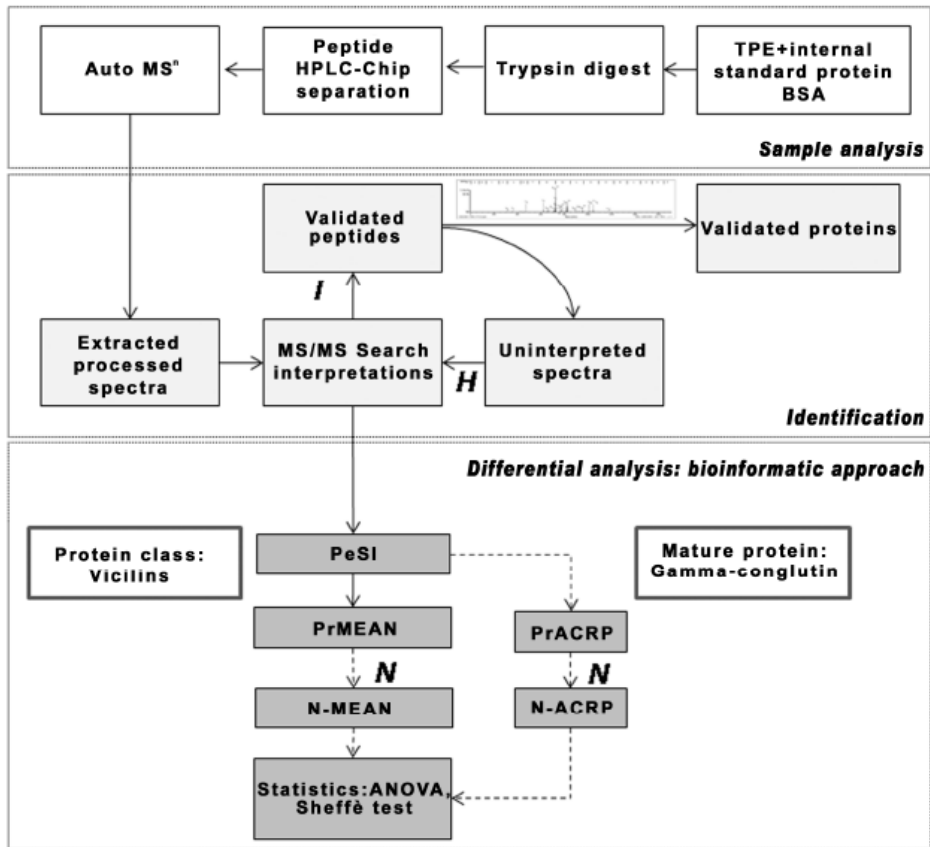 Auto MSⁿ
Peptide
HPLC-Chip
separation
Trypsin digest
TPE+internal
standard protein
BSA
Sample analysis
Validated
peptides
Validated proteins
I
Extracted
processed
spectra
MS/MS Search
interpretations
H
Uninterpreted
spectra
Identification
Differential analysis: bioinformatic approach
Protein class:
Vicilins
PeSI
Mature protein:
Gamma-conglutin
PrMEAN
PrACRP
N
N
N-MEAN
N-ACRP
Statistics:ANOVA,
Sheffè test